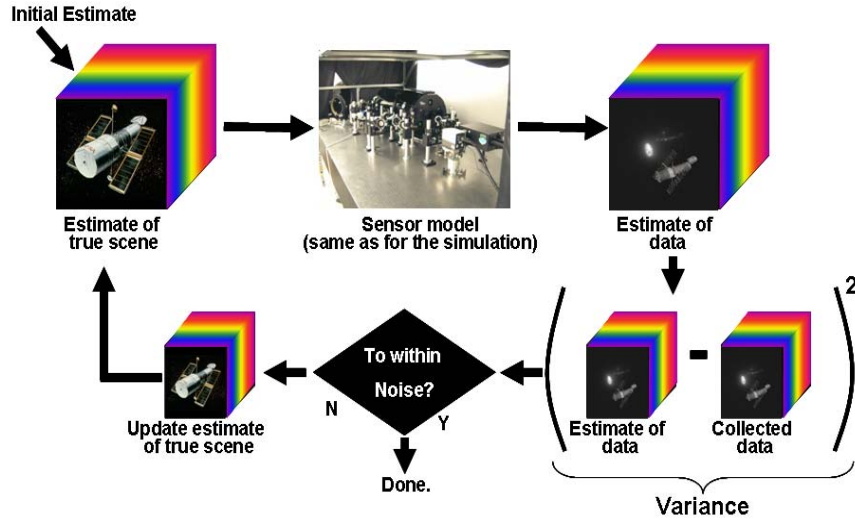 Initial Estimate
Estimate of
true scene
Sensor model
(same as for the simulation)
Estimate of
data
2
To within
Noise?
N
Y
Update estimate
of true scene
Done.
Estimate of
data
-
Collected
data
Variance